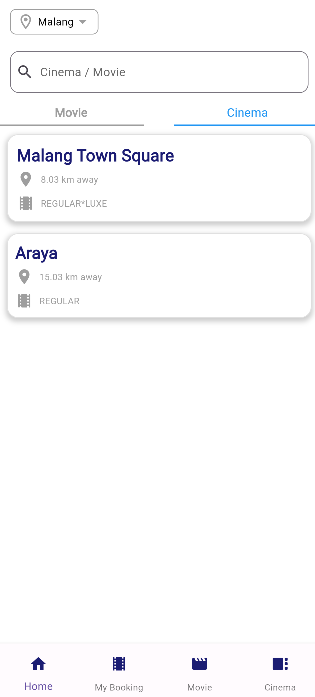 Malang
Cinema / Movie
Movie
Cinema
Malang Town Square
8.03 km away
REGULAR*LUXE
Araya
15.03 km away
REGULAR
Home
My Booking
Movie
Cinema